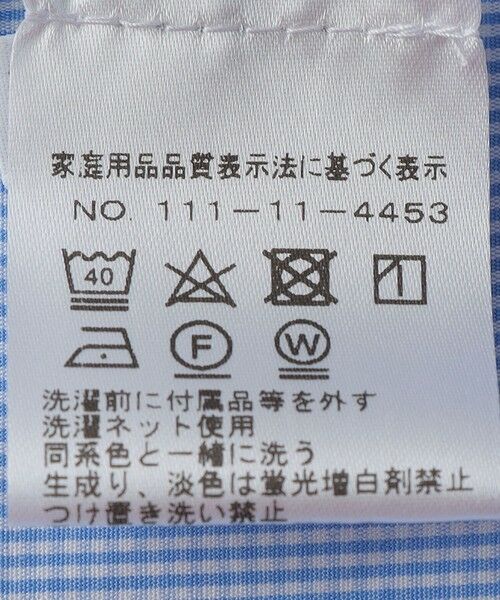 家庭用品品質表示法に基づく表示
NO. 111-11-4453
40
F W
洗濯前に付属品等を外す
洗濯ネット使用
同系色と一緒に洗う
生成り、淡色は蛍光増白剤禁止
つけ置き洗い禁止